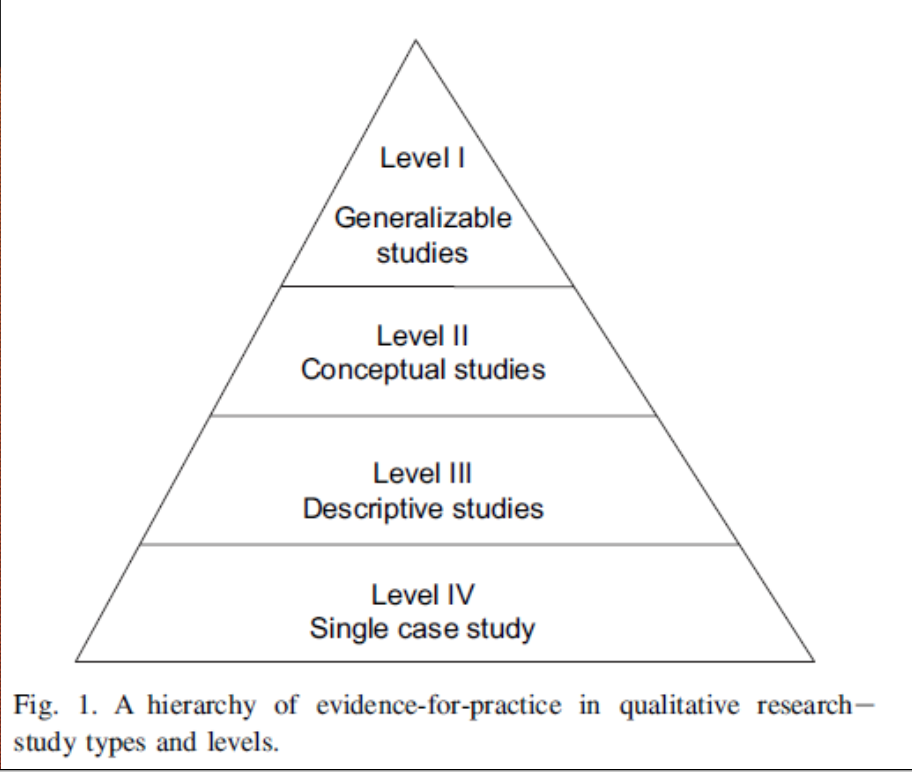 Level I
Generalizable
studies
Level II
Conceptual studies
Level III
Descriptive studies
Level IV
Single case study
Fig. 1. A hierarchy of evidence-for-practice in qualitative research—
study types and levels.